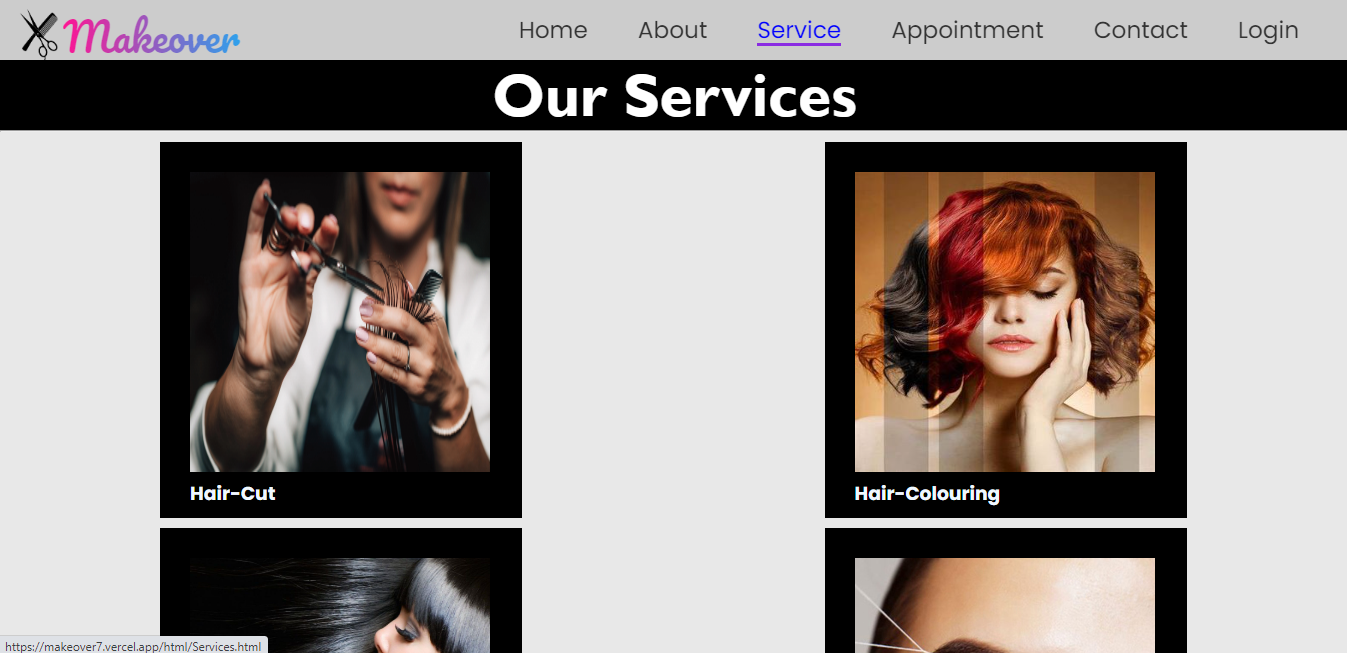 Makeover
Home About Service Appointment Contact Login
Our Services
Hair-Cut
Hair-Colouring
https://makeover7.vercel.app/html/Services.html